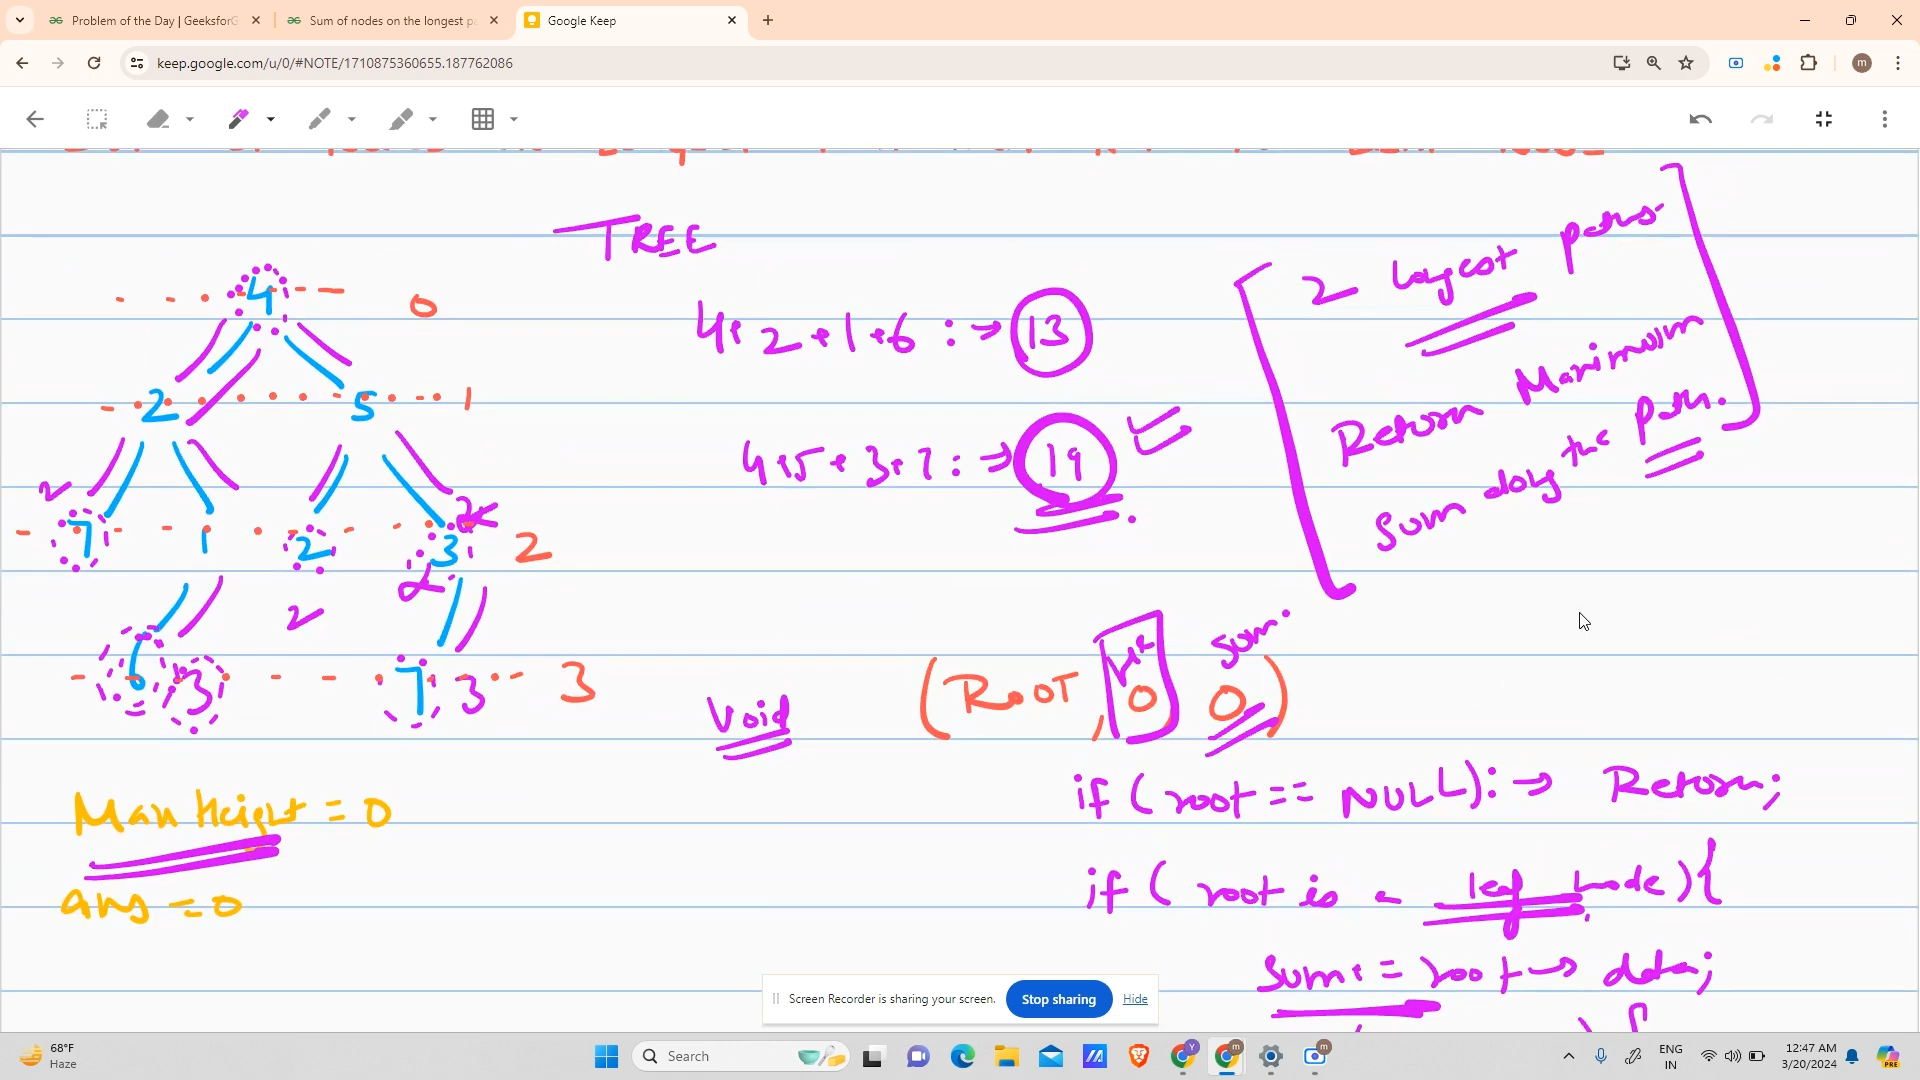 Problem of the Day | GeeksforG
Sum of nodes on the longest pa
Google Keep
keep.google.com/u/0/#NOTE/1710875360655.187762086
TREE
4 0
2 5 1
7 1 2 3 2
2 2 2
6 3 7 3 3
4+2+1+6 :→ 13
4+5+3+7 :→ 19
2 longest paths
Return Maximum
sum along the path.
Void (ROOT, 0, 0)
sum
if (root == NULL) :→ Return;
if (root is a leaf node) {
sum+ = root → data;
Max Height = 0
ans = 0
Screen Recorder is sharing your screen. Stop sharing Hide
68°F
Haze
Search
ENG
IN
12:47 AM
3/20/2024